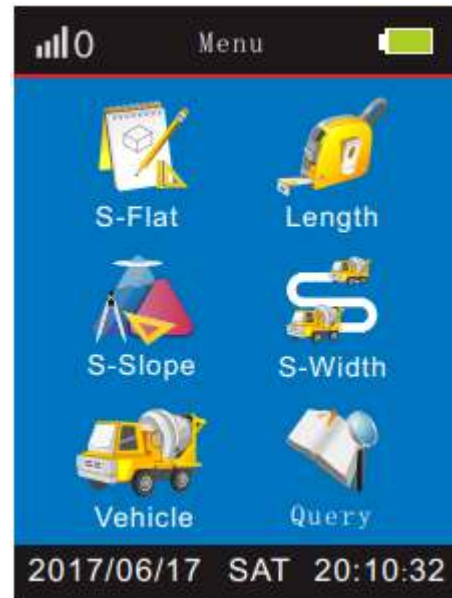 0 Menu
S-Flat Length
S-Slope S-Width
Vehicle Query
2017/06/17 SAT 20:10:32